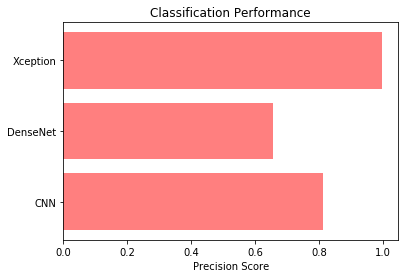 Classification Performance
Xception
DenseNet
CNN
0.0 0.2 0.4 0.6 0.8 1.0
Precision Score